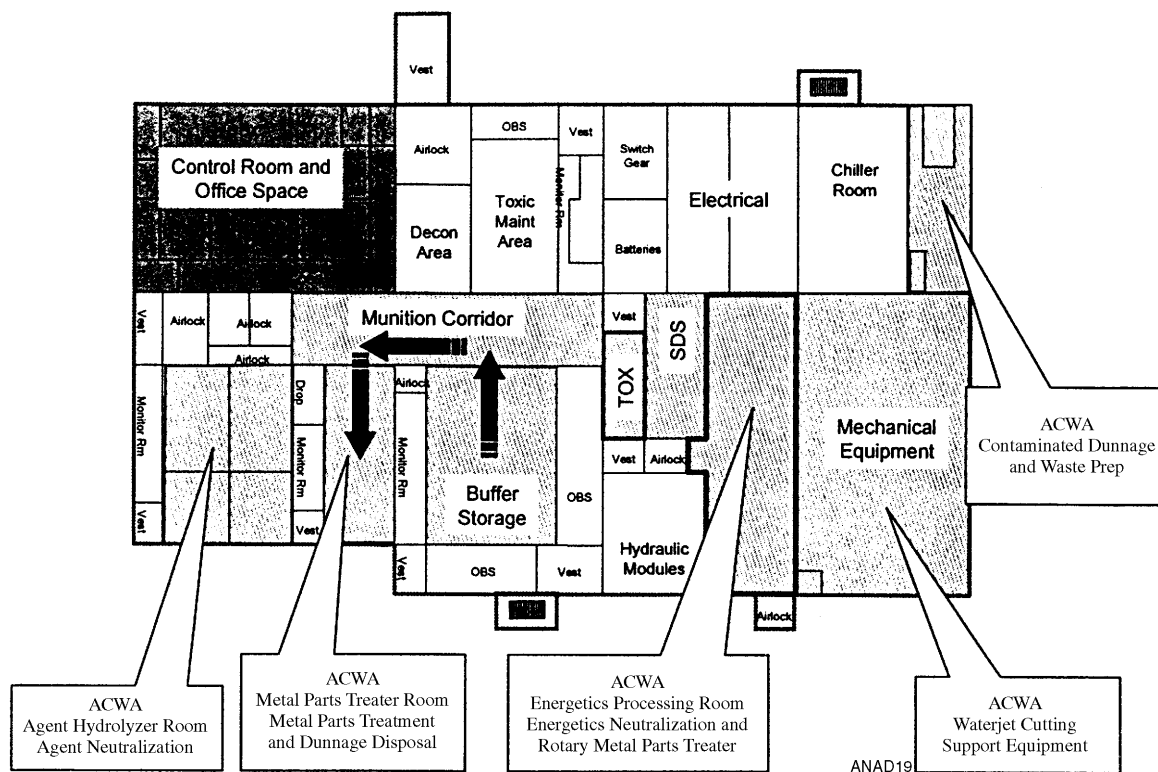 Vest
Control Room and
Office Space
Airlock
OBS
Vest
Switch
Gear
Electrical
Chiller
Room
Decon
Area
Toxic
Maint
Area
Monitor Rm
Batteries
Vest
Airlock
Airlock
Airlock
Munition Corridor
Vest
SDS
TOX
Monitor Rm
Drop
Airlock
Monitor Rm
Monitor Rm
Vest
Airlock
Mechanical
Equipment
Buffer
Storage
OBS
Vest
Vest
Hydraulic
Modules
Vest
OBS
Vest
Airlock
ACWA
Contaminated Dunnage
and Waste Prep
ACWA
Agent Hydrolyzer Room
Agent Neutralization
ACWA
Metal Parts Treater Room
Metal Parts Treatment
and Dunnage Disposal
ACWA
Energetics Processing Room
Energetics Neutralization and
Rotary Metal Parts Treater
ACWA
Waterjet Cutting
Support Equipment
ANAD19